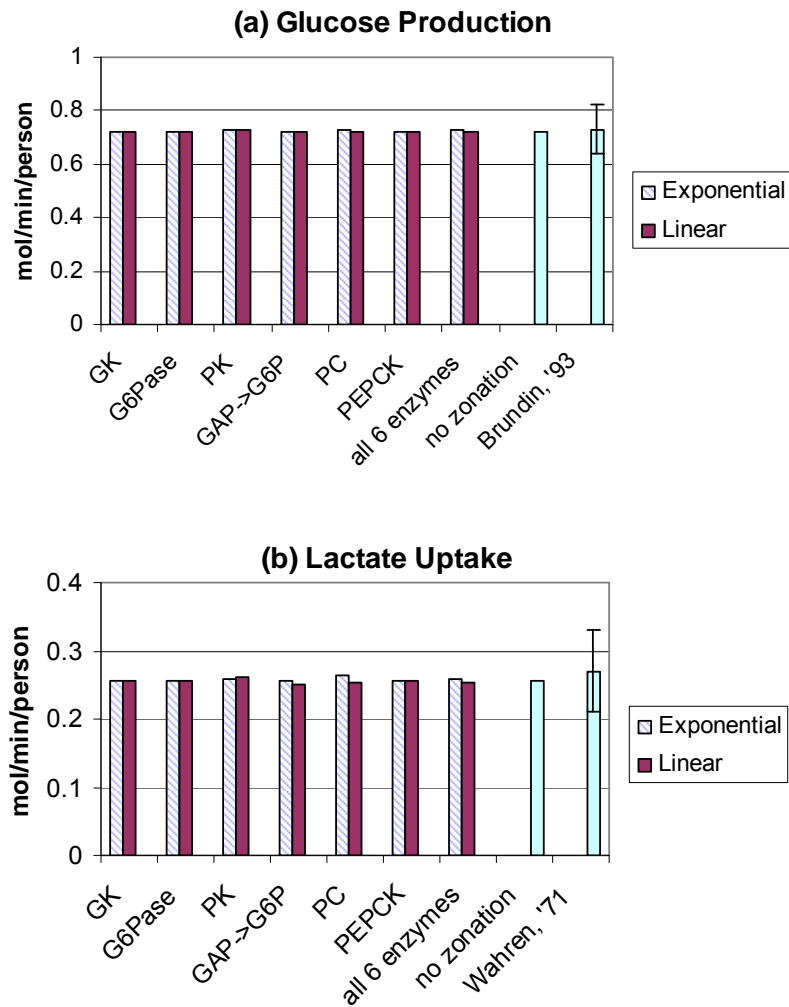 (a) Glucose Production
mol/min/person
1
0.8
0.6
0.4
0.2
0
GK
G6Pase
PK
GAP->G6P
PC
PEPCK
all 6 enzymes
no zonation
Brundin, '93
Exponential
Linear
(b) Lactate Uptake
mol/min/person
0.4
0.3
0.2
0.1
0
GK
G6Pase
PK
GAP->G6P
PC
PEPCK
all 6 enzymes
no zonation
Wahren, '71
Exponential
Linear